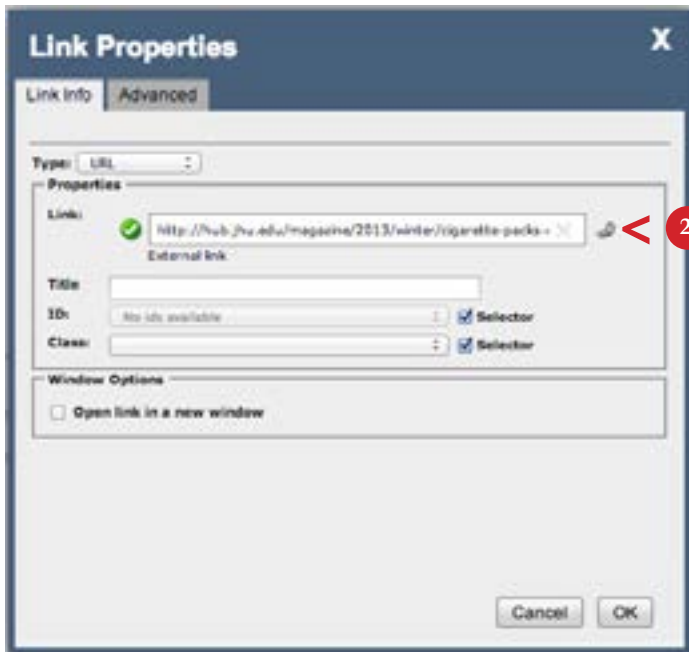 Link Properties X
Link Info Advanced
Type: URL
Properties
Link: http://hub.jhu.edu/magazine/2013/winter/cigarette-packs- < 2
External link
Title
ID: No ids available Selector
Class: Selector
Window Options
Open link in a new window
Cancel OK